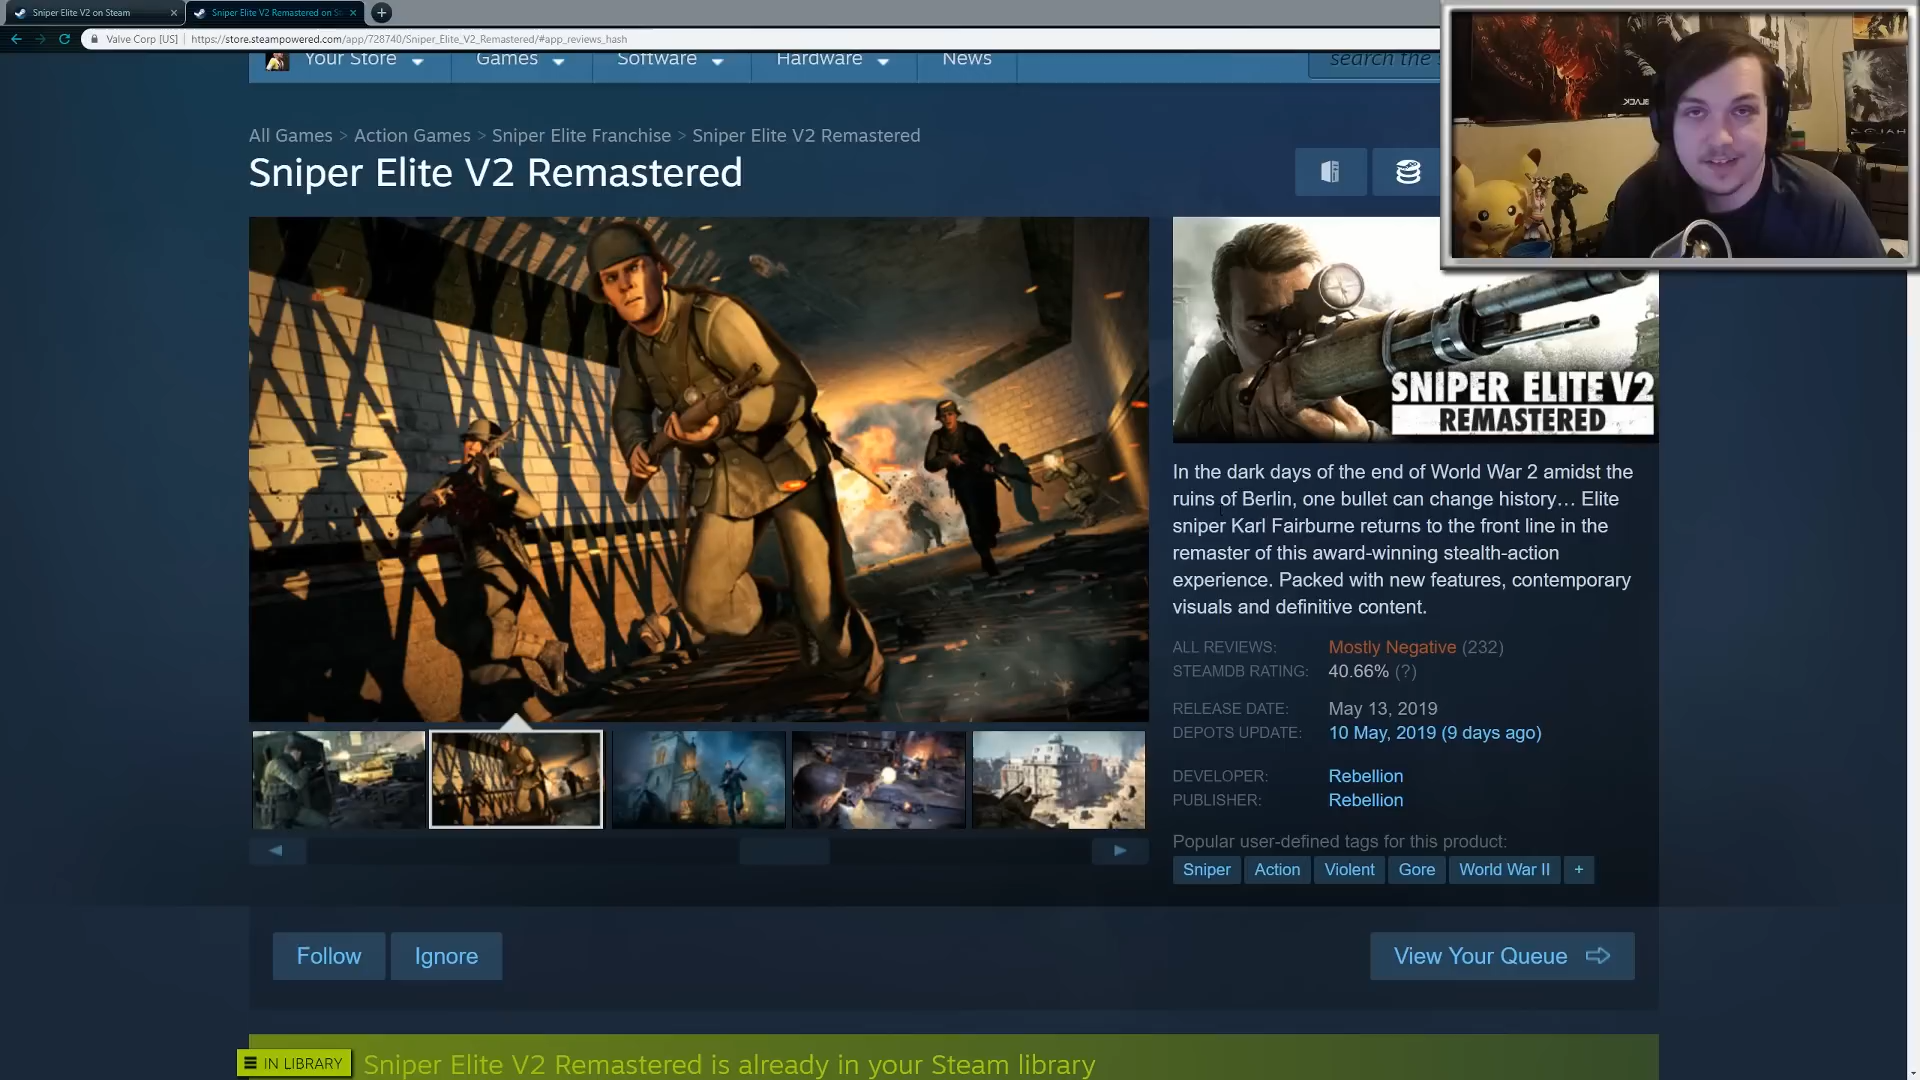 Sniper Elite V2 on Steam
Sniper Elite V2 Remastered on S
Valve Corp [US]
https://store.steampowered.com/app/728740/Sniper_Elite_V2_Remastered/#app_reviews_hash
Your Store
Games
Software
Hardware
News
search the
All Games > Action Games > Sniper Elite Franchise > Sniper Elite V2 Remastered
Sniper Elite V2 Remastered
SNIPER ELITE V2
REMASTERED
In the dark days of the end of World War 2 amidst the
ruins of Berlin, one bullet can change history… Elite
sniper Karl Fairburne returns to the front line in the
remaster of this award-winning stealth-action
experience. Packed with new features, contemporary
visuals and definitive content.
ALL REVIEWS: Mostly Negative (232)
STEAMDB RATING: 40.66% (?)
RELEASE DATE: May 13, 2019
DEPOTS UPDATE: 10 May, 2019 (9 days ago)
DEVELOPER: Rebellion
PUBLISHER: Rebellion
Popular user-defined tags for this product:
Sniper Action Violent Gore World War II +
Follow
Ignore
View Your Queue
IN LIBRARY
Sniper Elite V2 Remastered is already in your Steam library